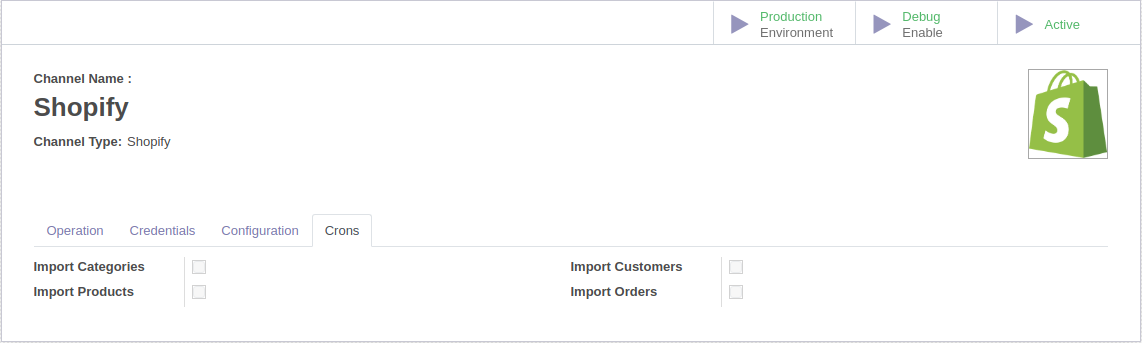 Production
Environment
Debug
Enable
Active
Channel Name :
Shopify
Channel Type: Shopify
S
Operation Credentials Configuration Crons
Import Categories
Import Customers
Import Products
Import Orders